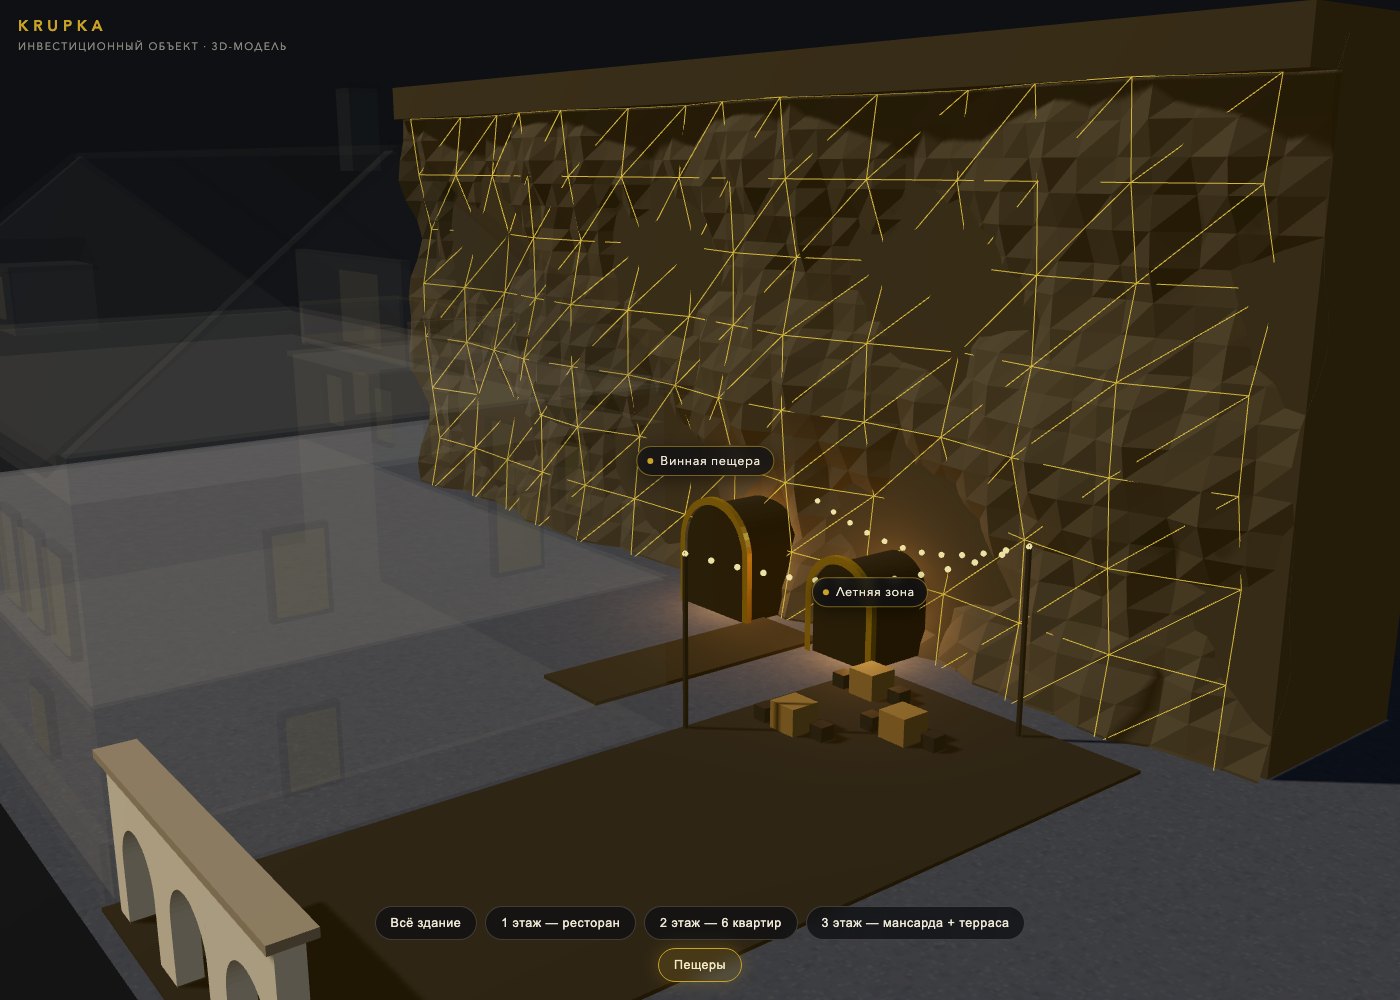 KRUPKA
ИНВЕСТИЦИОННЫЙ ОБЪЕКТ · 3D-МОДЕЛЬ
Винная пещера
Летняя зона
Всё здание
1 этаж — ресторан
2 этаж — 6 квартир
3 этаж — мансарда + терраса
Пещеры